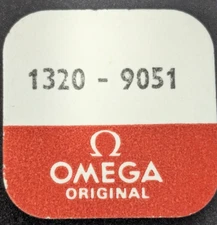 1320 - 9051
Ω
OMEGA
ORIGINAL